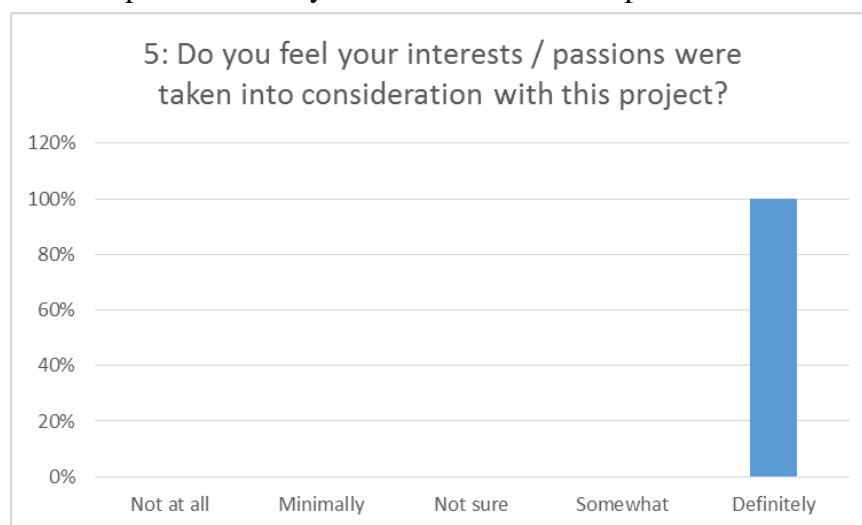 5: Do you feel your interests / passions were
taken into consideration with this project?
120%
100%
80%
60%
40%
20%
0%
Not at all Minimally Not sure Somewhat Definitely